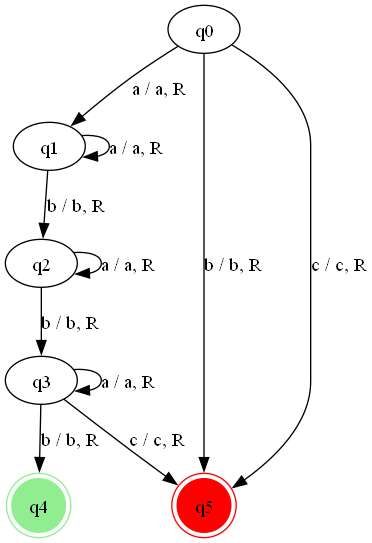 q0
a / a, R
q1
a / a, R
b / b, R
q2
a / a, R
b / b, R
c / c, R
b / b, R
q3
a / a, R
b / b, R
c / c, R
q4
q5